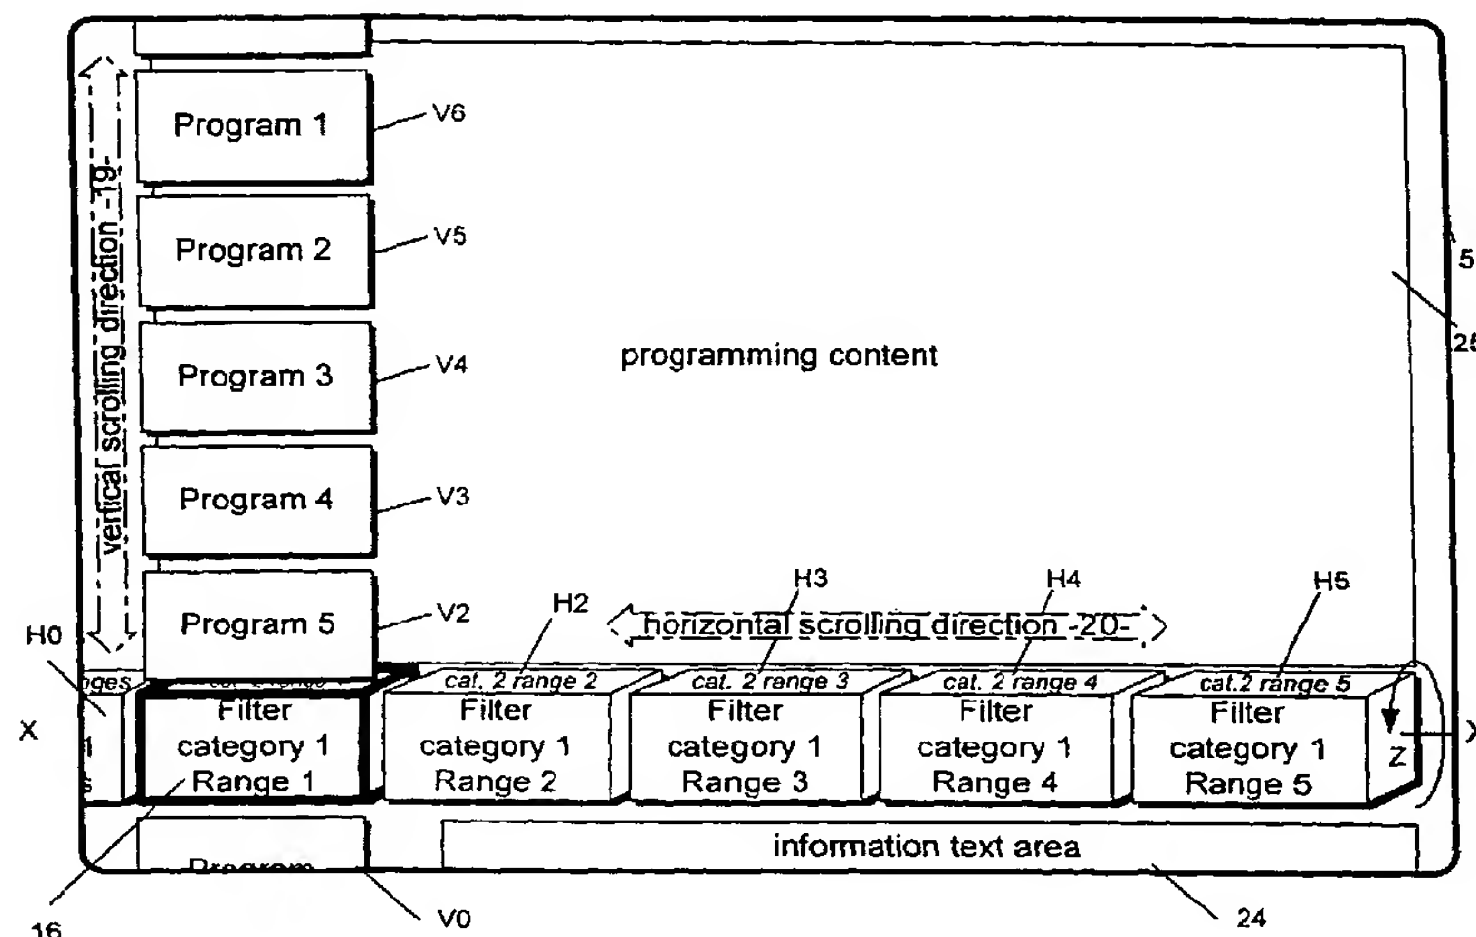 Program 1
V6
vertical scrolling direction -19-
Program 2
V5
5
25
programming content
Program 3
V4
Program 4
V3
Program 5
V2
H0
H2
H3
H4
H5
horizontal scrolling direction -20-
nges
cat. 2 range 2
cat. 2 range 3
cat. 2 range 4
cat.2 range 5
X
Filter
category 1
Range 1
Filter
category 1
Range 2
Filter
category 1
Range 3
Filter
category 1
Range 4
Filter
category 1
Range 5
Z
X
Program
information text area
16
V0
24